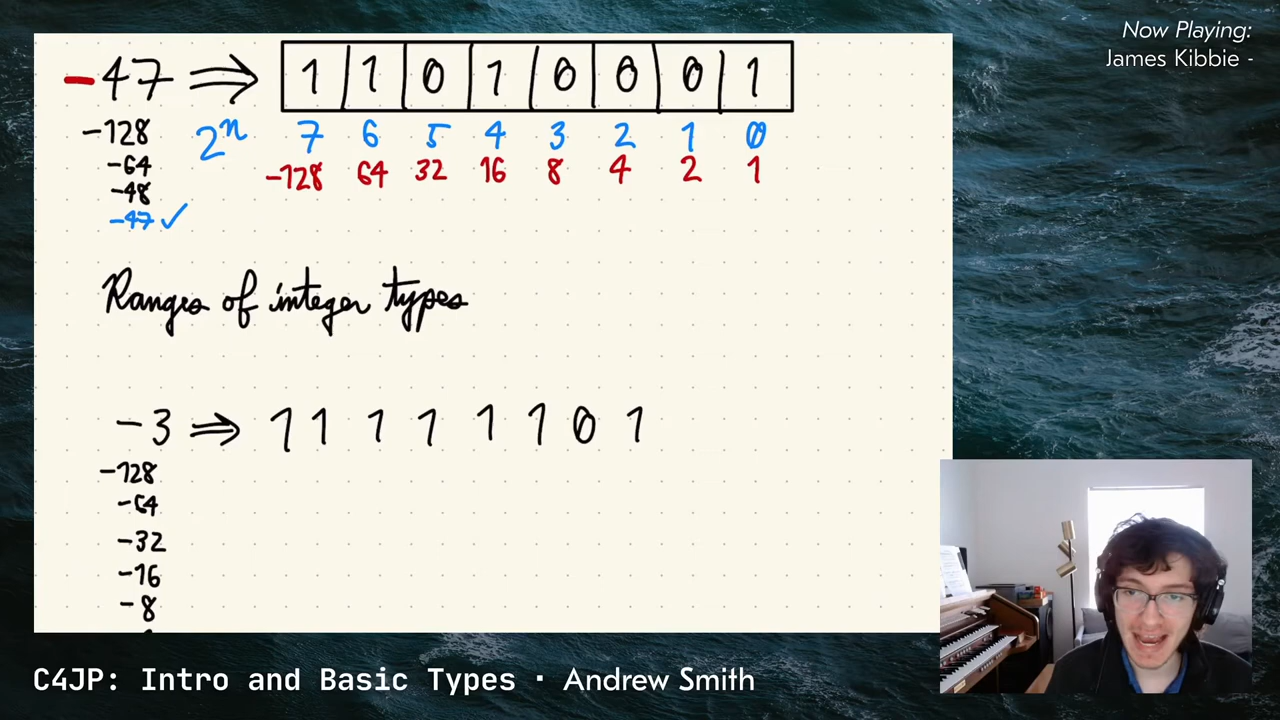 Now Playing:
James Kibbie -
-47 ⇒ 1 1 0 1 0 0 0 1
-128 2ⁿ 7 6 5 4 3 2 1 0
-64 -128 64 32 16 8 4 2 1
-48
-47 ✓
Ranges of integer types
-3 ⇒ 1 1 1 1 1 1 0 1
-128
-64
-32
-16
-8
C4JP: Intro and Basic Types · Andrew Smith